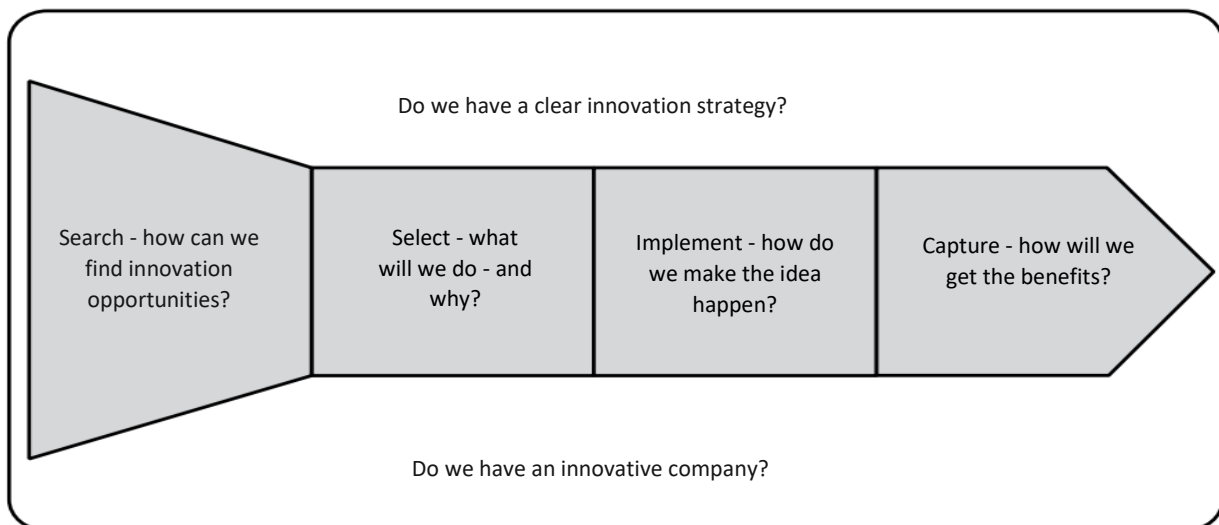 Do we have a clear innovation strategy?
Search - how can we
find innovation
opportunities?
Select - what
will we do - and
why?
Implement - how do
we make the idea
happen?
Capture - how will we
get the benefits?
Do we have an innovative company?